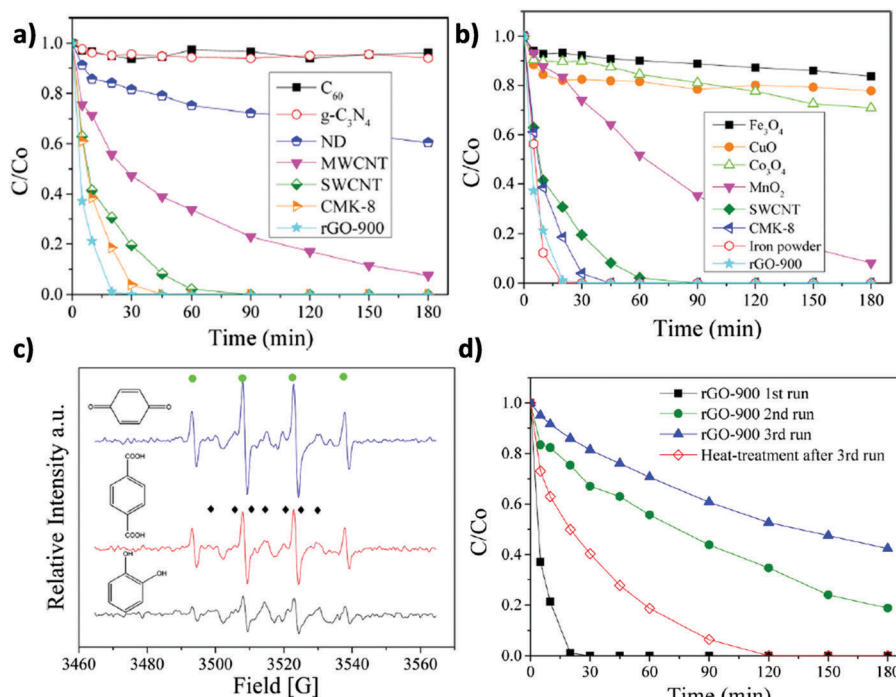 a)
C/Co
1.0
0.8
0.6
0.4
0.2
0.0
C60
g-C3N4
ND
MWCNT
SWCNT
CMK-8
rGO-900
0 30 60 90 120 150 180
Time (min)
b)
C/Co
1.0
0.8
0.6
0.4
0.2
0.0
Fe3O4
CuO
Co3O4
MnO2
SWCNT
CMK-8
Iron powder
rGO-900
0 30 60 90 120 150 180
Time (min)
c)
Relative Intensity a.u.
O
O
COOH
COOH
OH
OH
3460 3480 3500 3520 3540 3560
Field [G]
d)
C/Co
1.0
0.8
0.6
0.4
0.2
0.0
rGO-900 1st run
rGO-900 2nd run
rGO-900 3rd run
Heat-treatment after 3rd run
0 30 60 90 120 150 180
Time (min)